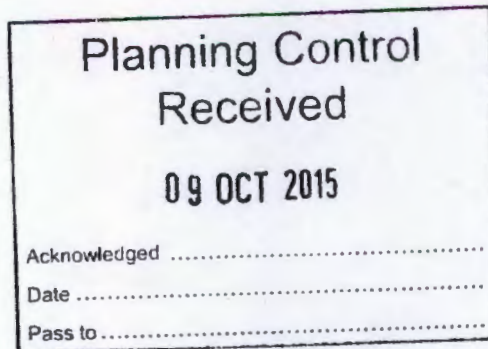 Planning Control
Received
09 OCT 2015
Acknowledged ..........................................
Date ..........................................................
Pass to ......................................................